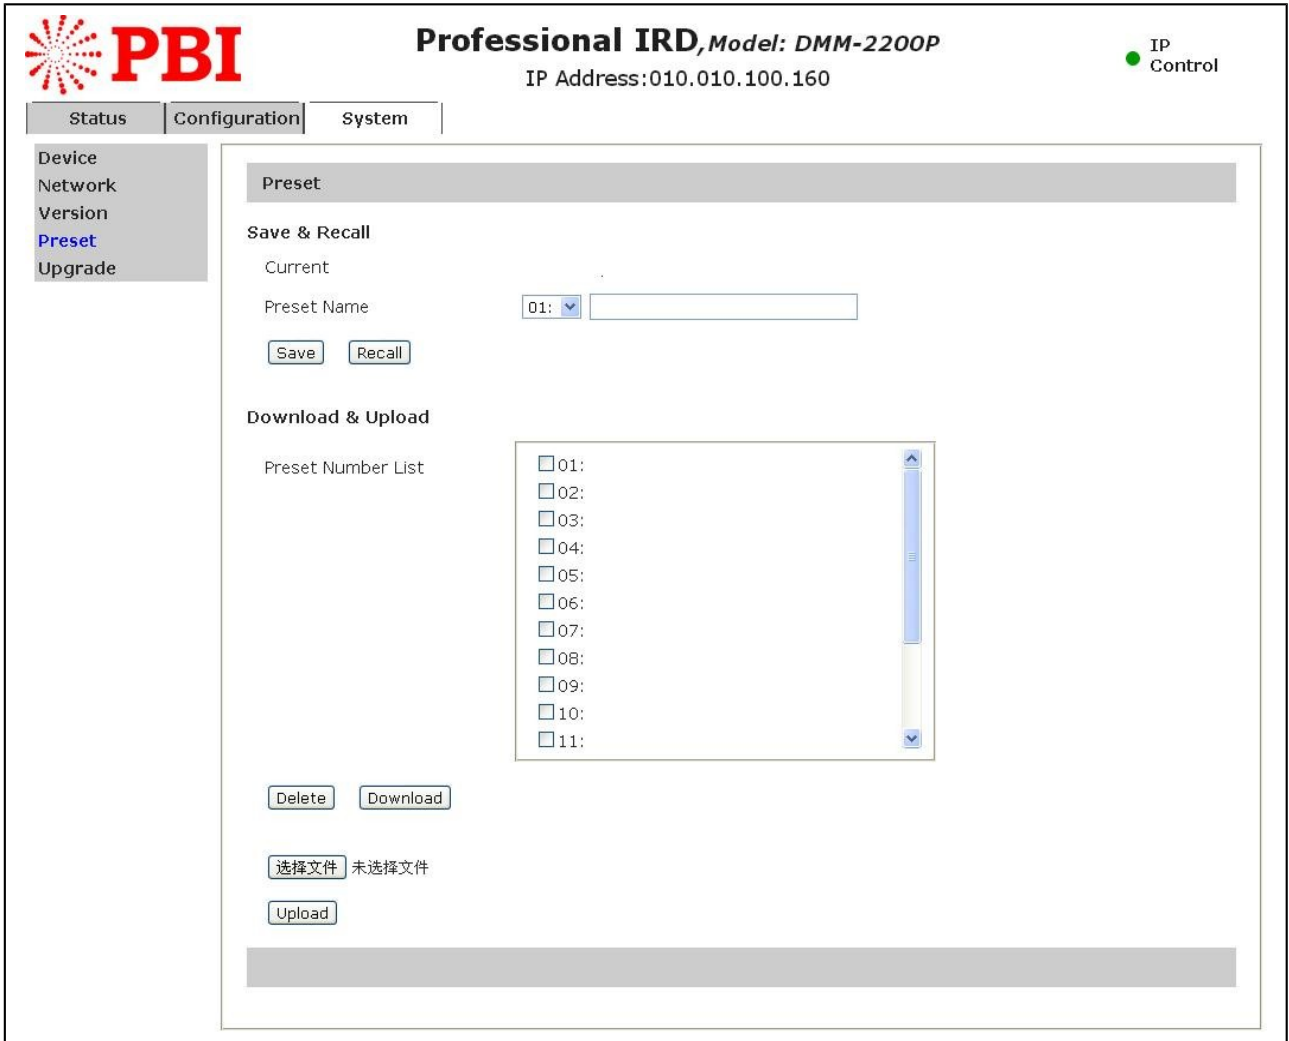 PBI
Professional IRD, Model: DMM-2200P
IP Address:010.010.100.160
IP
Control
Status Configuration System
Device
Network
Version
Preset
Upgrade
Preset
Save & Recall
Current
Preset Name 01:
Save Recall
Download & Upload
Preset Number List
01:
02:
03:
04:
05:
06:
07:
08:
09:
10:
11:
Delete Download
选择文件 未选择文件
Upload